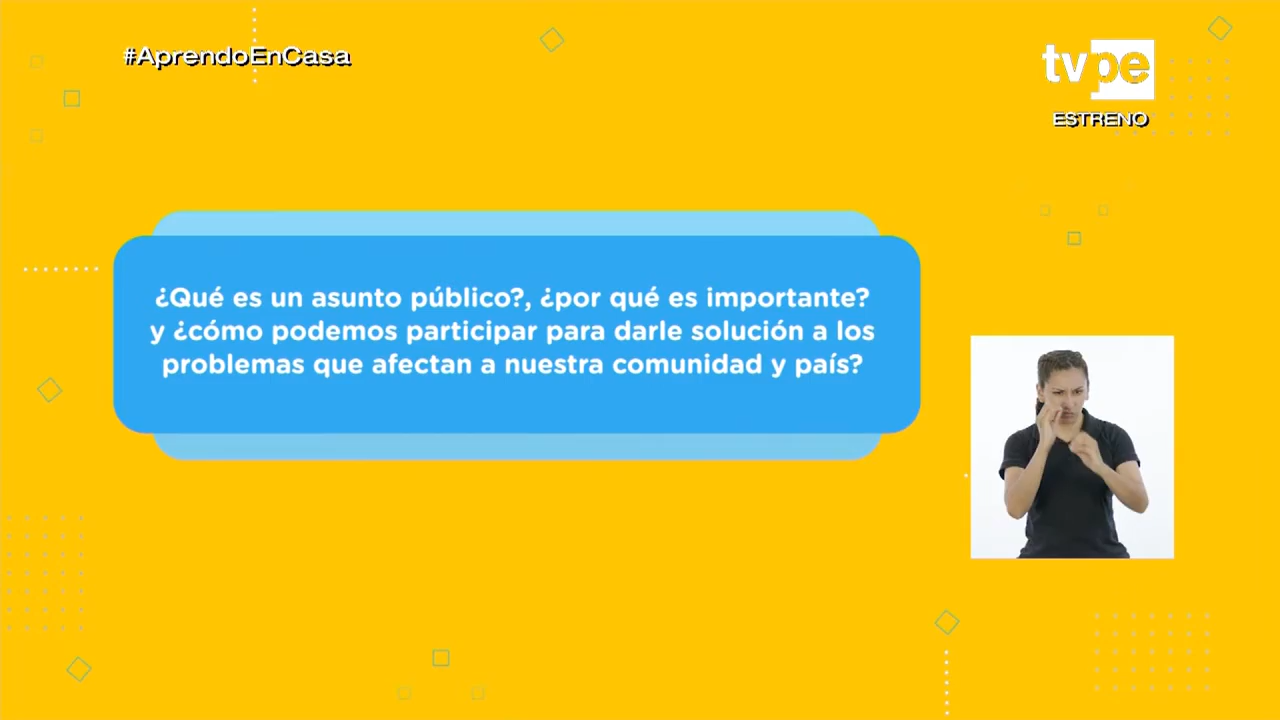 #AprendoEnCasa
tvpe
ESTRENO
¿Qué es un asunto público?, ¿por qué es importante?
y ¿cómo podemos participar para darle solución a los
problemas que afectan a nuestra comunidad y país?